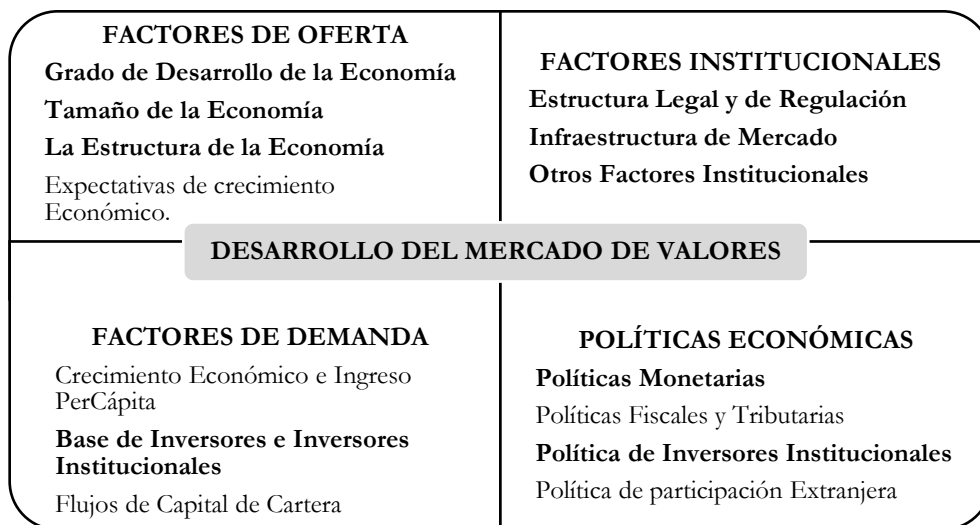 FACTORES DE OFERTA
Grado de Desarrollo de la Economía
Tamaño de la Economía
La Estructura de la Economía
Expectativas de crecimiento
Económico.
FACTORES INSTITUCIONALES
Estructura Legal y de Regulación
Infraestructura de Mercado
Otros Factores Institucionales
DESARROLLO DEL MERCADO DE VALORES
FACTORES DE DEMANDA
Crecimiento Económico e Ingreso
PerCápita
Base de Inversores e Inversores
Institucionales
Flujos de Capital de Cartera
POLÍTICAS ECONÓMICAS
Políticas Monetarias
Políticas Fiscales y Tributarias
Política de Inversores Institucionales
Política de participación Extranjera